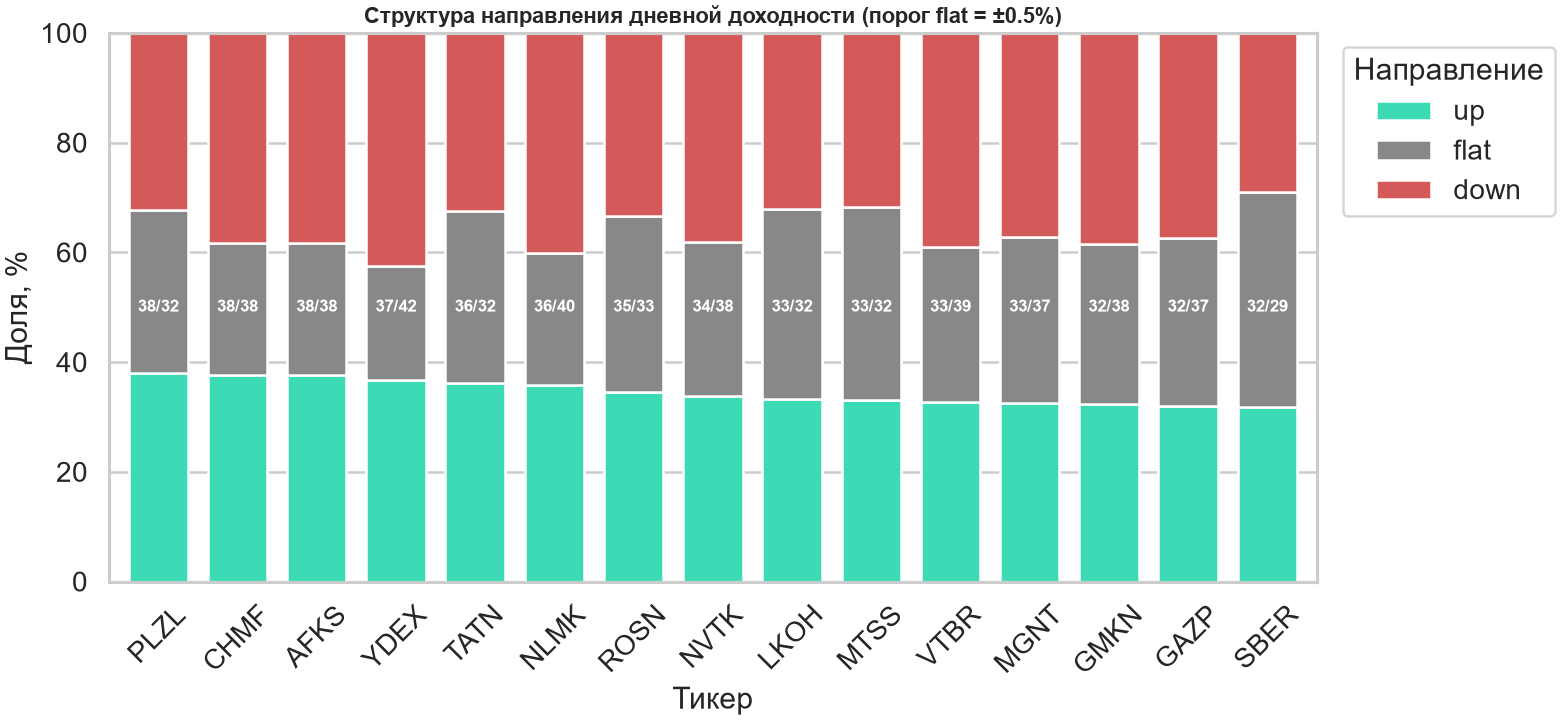 Структура направления дневной доходности (порог flat = ±0.5%)
Доля, %
100
80
60
40
20
0
38/32 38/38 38/38 37/42 36/32 36/40 35/33 34/38 33/32 33/32 33/39 33/37 32/38 32/37 32/29
PLZL CHMF AFKS YDEX TATN NLMK ROSN NVTK LKOH MTSS VTBR MGNT GMKN GAZP SBER
Тикер
Направление
up
flat
down